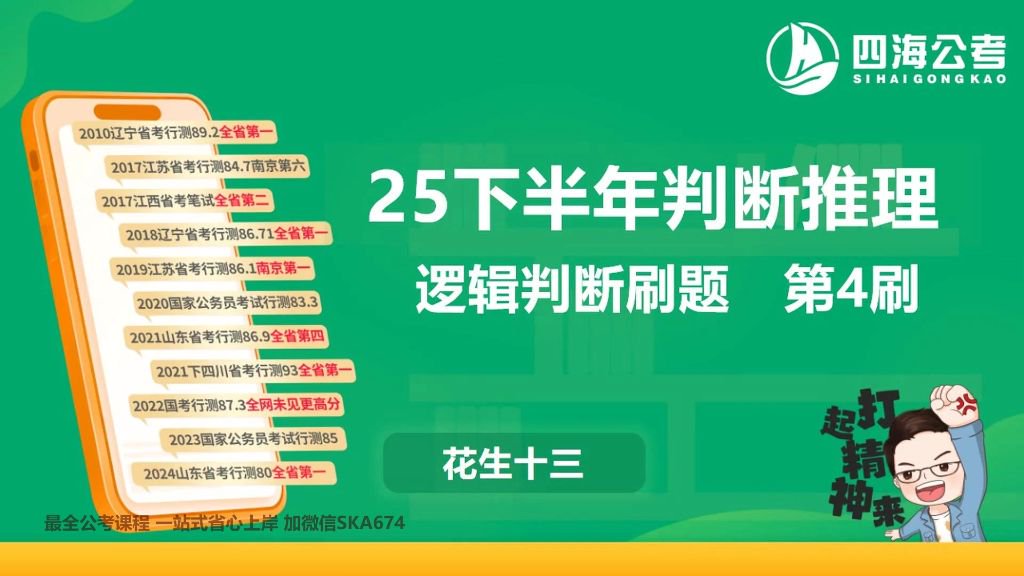 四海公考
SIHAIGONGKAO
2010辽宁省考行测89.2全省第一
2017江苏省考行测84.7南京第六
2017江西省考笔试全省第二
2018辽宁省考行测86.71全省第一
2019江苏省考行测86.1南京第一
2020国家公务员考试行测83.3
2021山东省考行测86.9全省第四
2021下四川省考行测93全省第一
2022国考行测87.3全网未见更高分
2023国家公务员考试行测85
2024山东省考行测80全省第一
25下半年判断推理
逻辑判断刷题 第4刷
花生十三
打起精神来
最全公考课程 一站式省心上岸 加微信SKA674